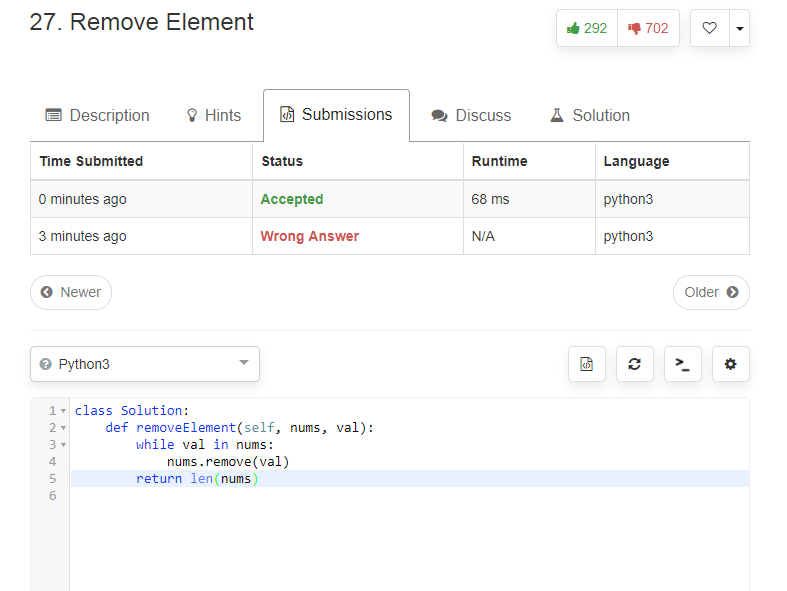 27. Remove Element
292 702
Description Hints Submissions Discuss Solution
Time Submitted Status Runtime Language
0 minutes ago Accepted 68 ms python3
3 minutes ago Wrong Answer N/A python3
Newer Older
Python3
1 class Solution:
2 def removeElement(self, nums, val):
3 while val in nums:
4 nums.remove(val)
5 return len(nums)
6